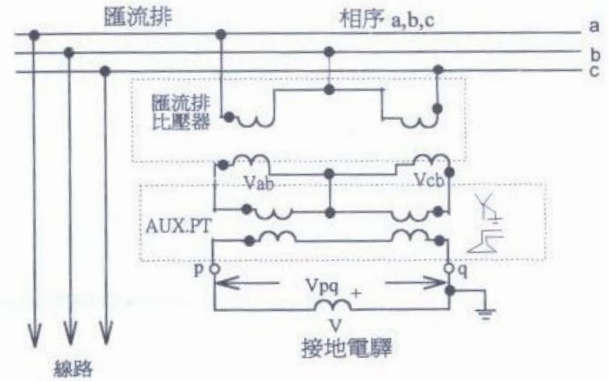 匯流排
相序 a,b,c
a
b
c
匯流排
比壓器
Vab
Vcb
AUX.PT
p
q
Vpq
+
V
接地電驛
線路